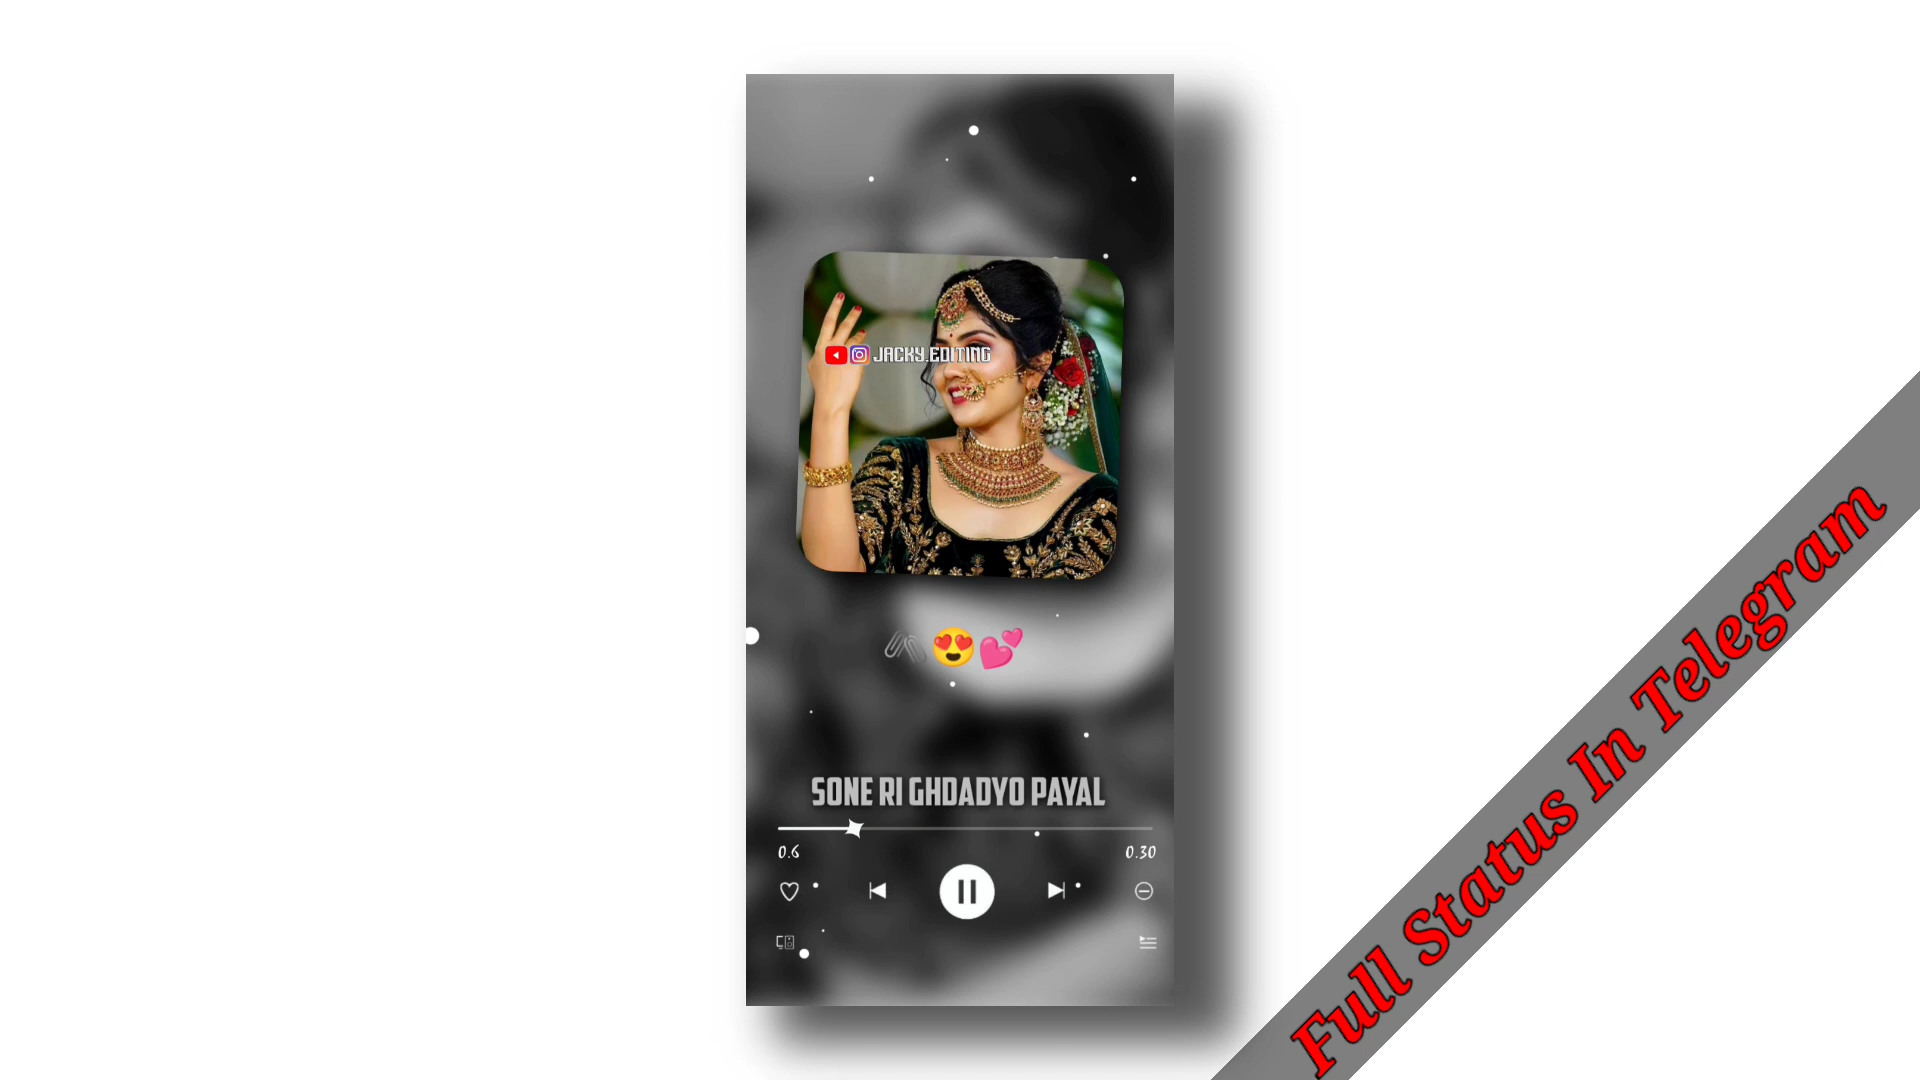 JACKY.EDITING
SONE RI GHDADYO PAYAL
0.6
0.30
Full Status In Telegram